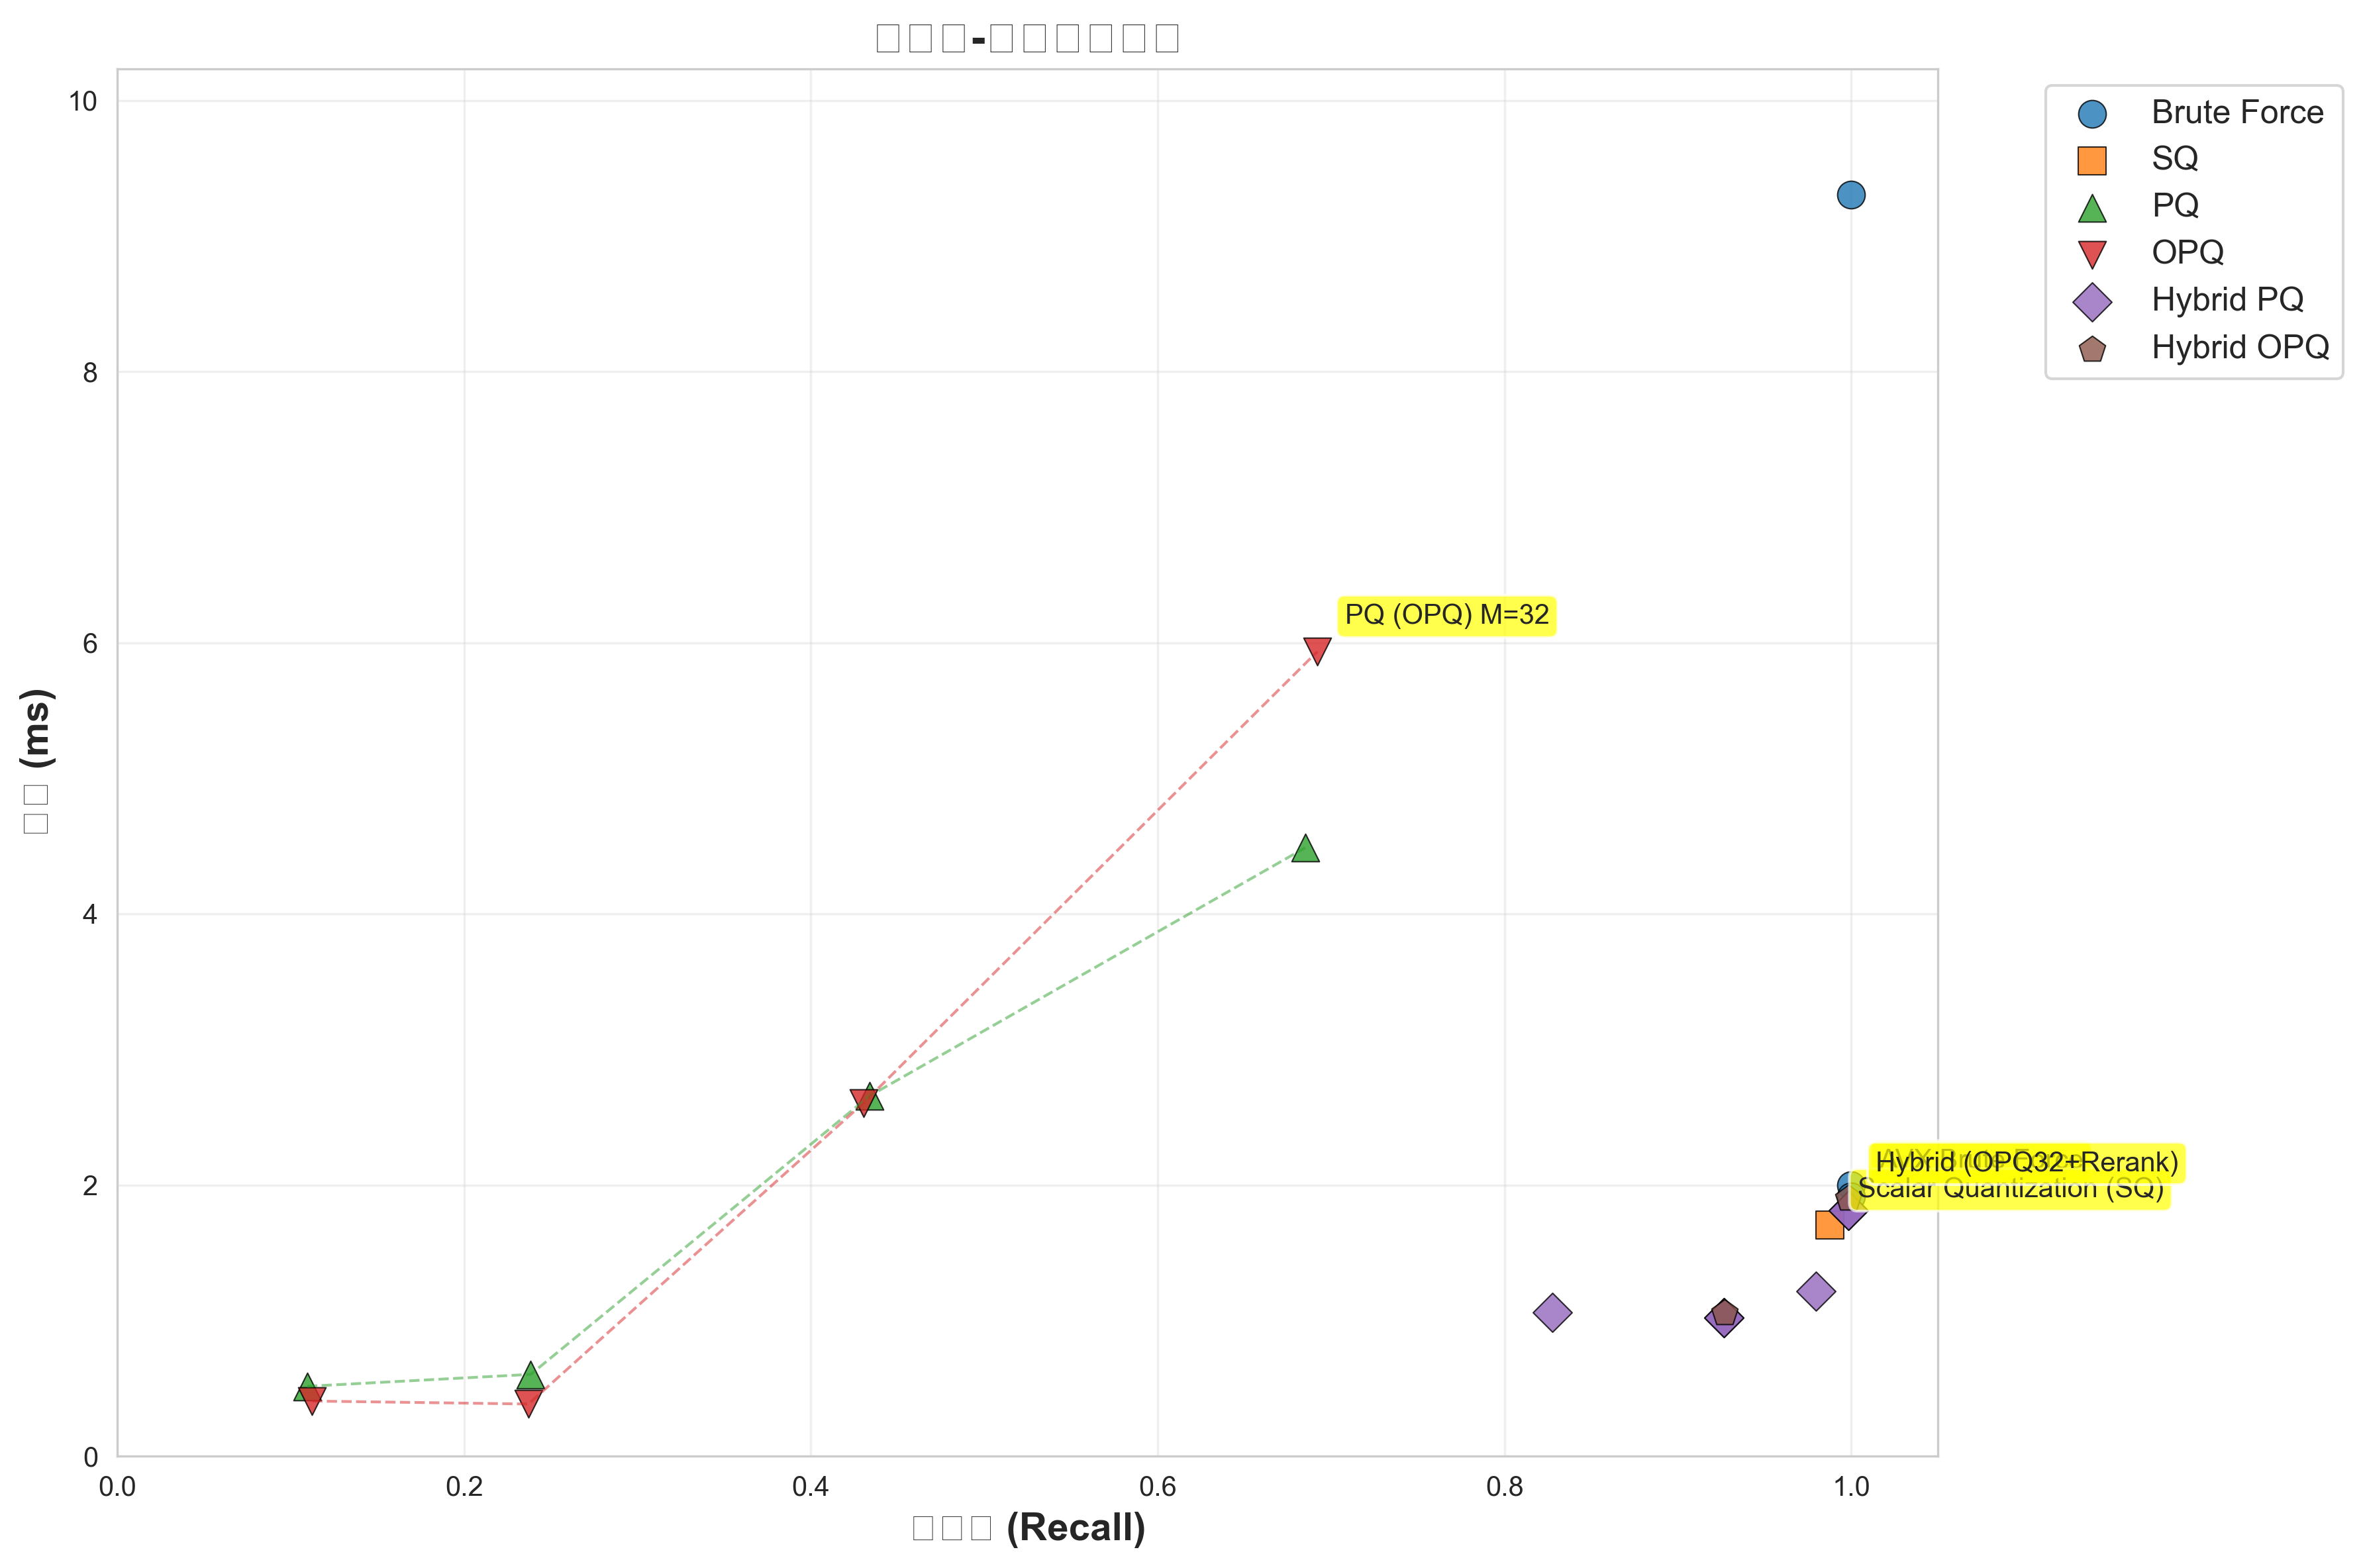 (ms)
10
8
6
4
2
0
0.0 0.2 0.4 0.6 0.8 1.0
(Recall)
PQ (OPQ) M=32
Hybrid (OPQ32+Rerank)
Scalar Quantization (SQ)
Brute Force
SQ
PQ
OPQ
Hybrid PQ
Hybrid OPQ